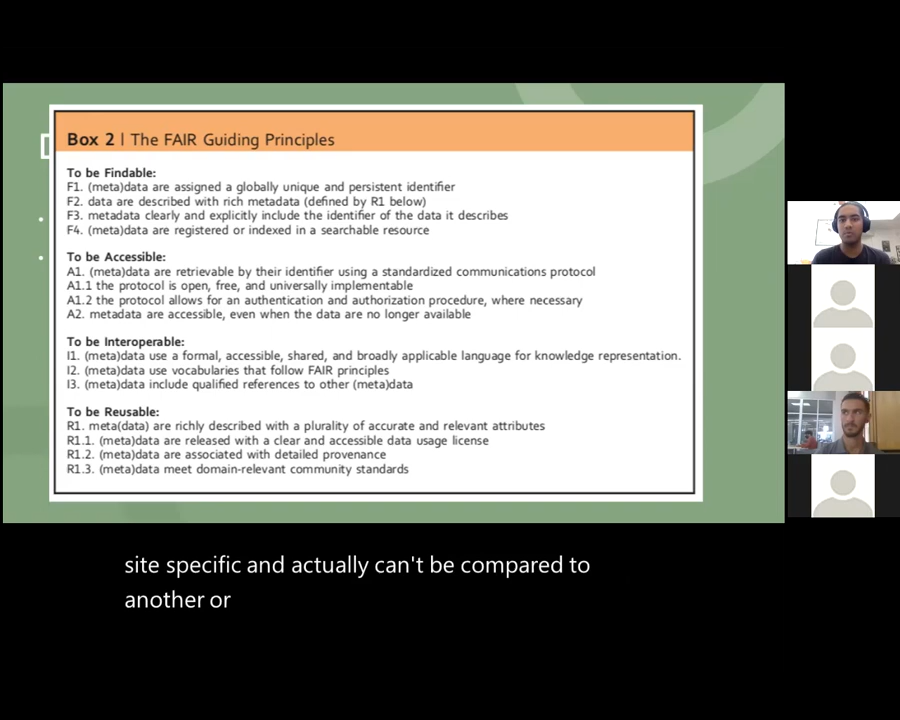 Box 2 | The FAIR Guiding Principles
To be Findable:
F1. (meta)data are assigned a globally unique and persistent identifier
F2. data are described with rich metadata (defined by R1 below)
F3. metadata clearly and explicitly include the identifier of the data it describes
F4. (meta)data are registered or indexed in a searchable resource
To be Accessible:
A1. (meta)data are retrievable by their identifier using a standardized communications protocol
A1.1 the protocol is open, free, and universally implementable
A1.2 the protocol allows for an authentication and authorization procedure, where necessary
A2. metadata are accessible, even when the data are no longer available
To be Interoperable:
I1. (meta)data use a formal, accessible, shared, and broadly applicable language for knowledge representation.
I2. (meta)data use vocabularies that follow FAIR principles
I3. (meta)data include qualified references to other (meta)data
To be Reusable:
R1. meta(data) are richly described with a plurality of accurate and relevant attributes
R1.1. (meta)data are released with a clear and accessible data usage license
R1.2. (meta)data are associated with detailed provenance
R1.3. (meta)data meet domain-relevant community standards
site specific and actually can't be compared to
another or